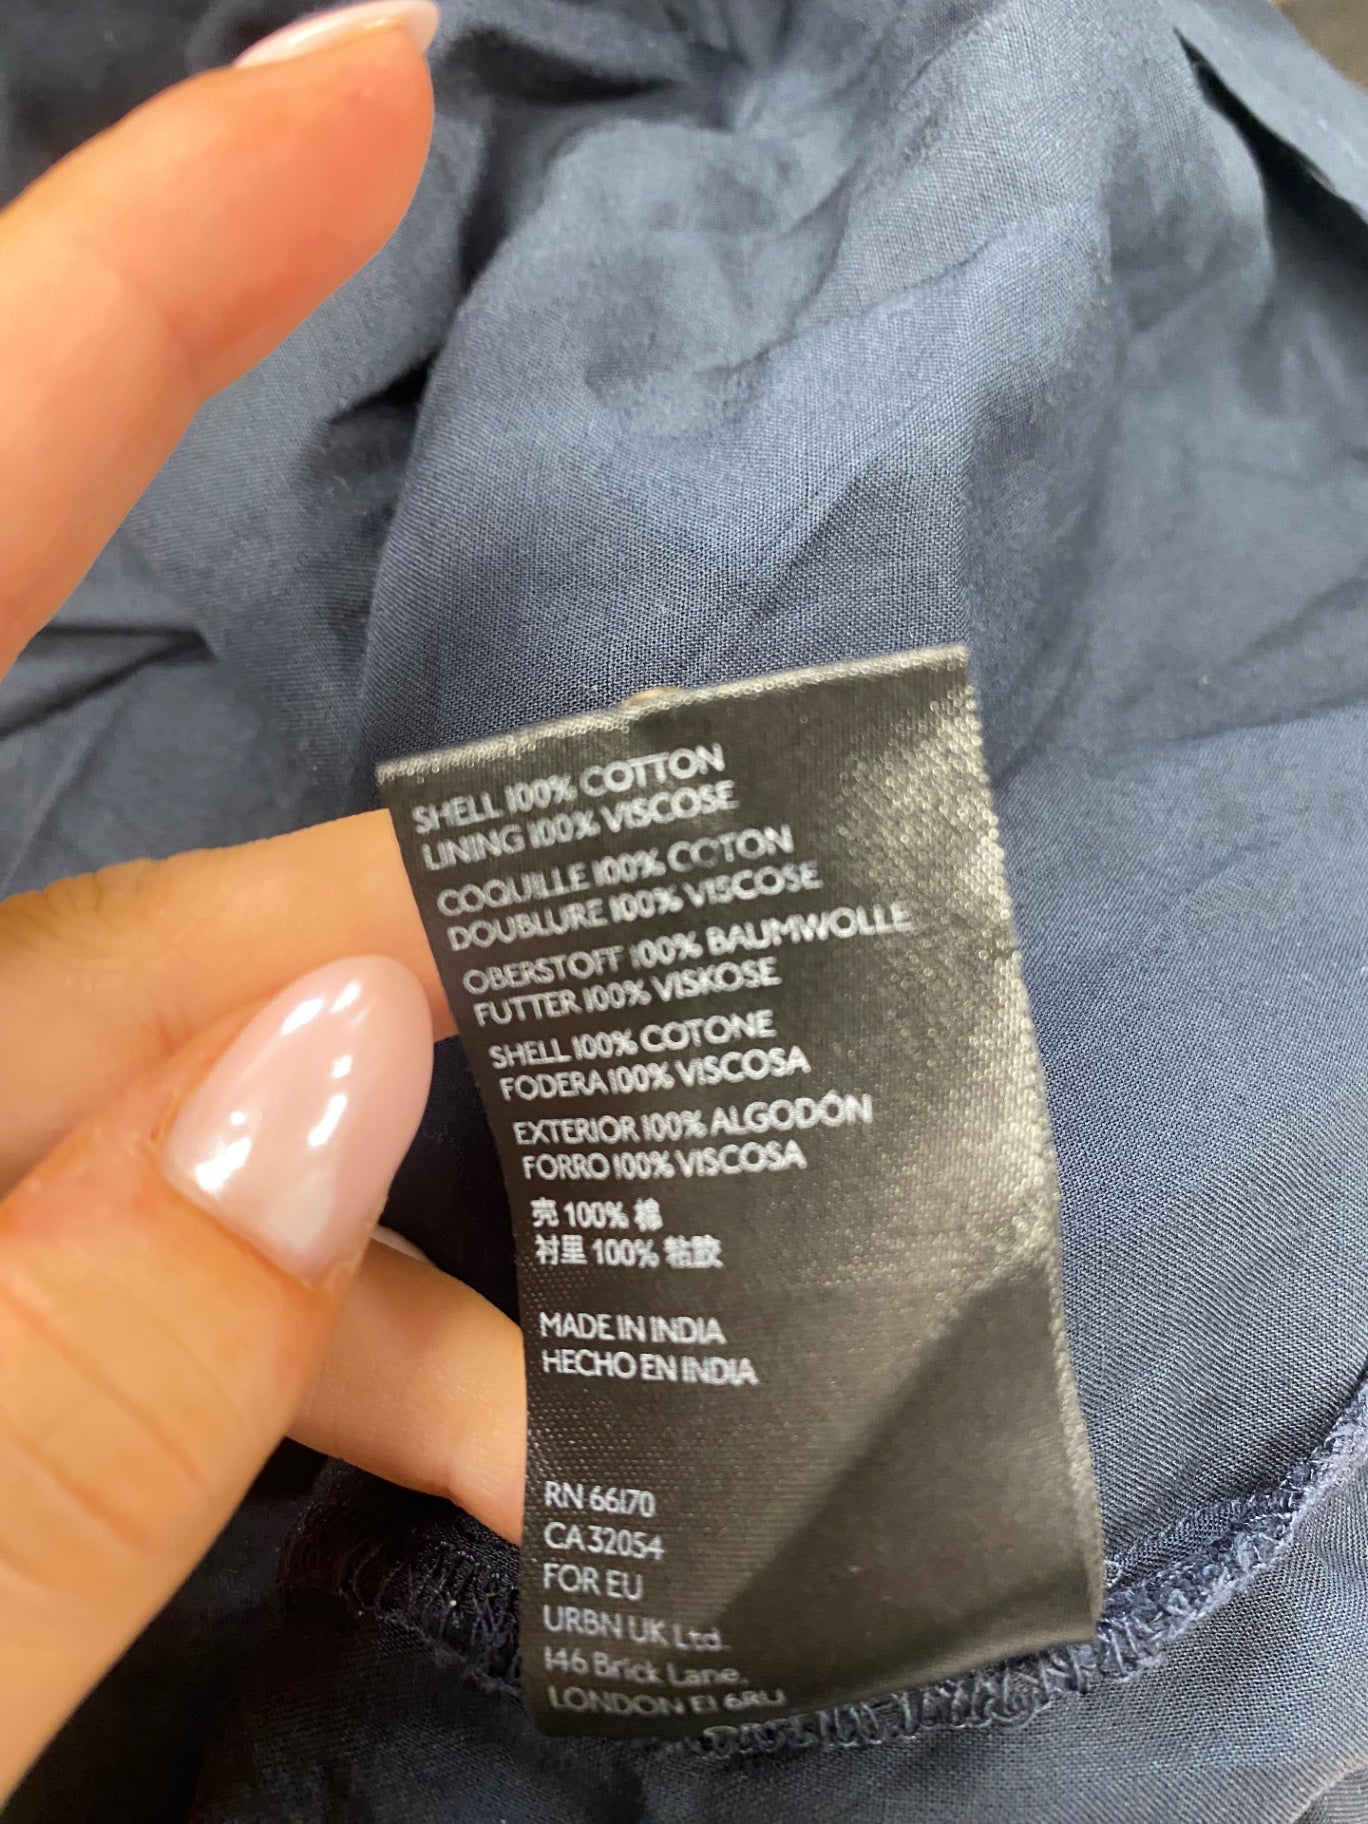 SHELL 100% COTTON
LINING 100% VISCOSE
COQUILLE 100% COTON
DOUBLURE 100% VISCOSE
OBERSTOFF 100% BAUMWOLLE
FUTTER 100% VISKOSE
SHELL 100% COTONE
FODERA 100% VISCOSA
EXTERIOR 100% ALGODÓN
FORRO 100% VISCOSA
壳 100% 棉
衬里 100% 粘胶
MADE IN INDIA
HECHO EN INDIA
RN 66170
CA 32054
FOR EU
URBN UK Ltd.
146 Brick Lane,
LONDON E1 6RU